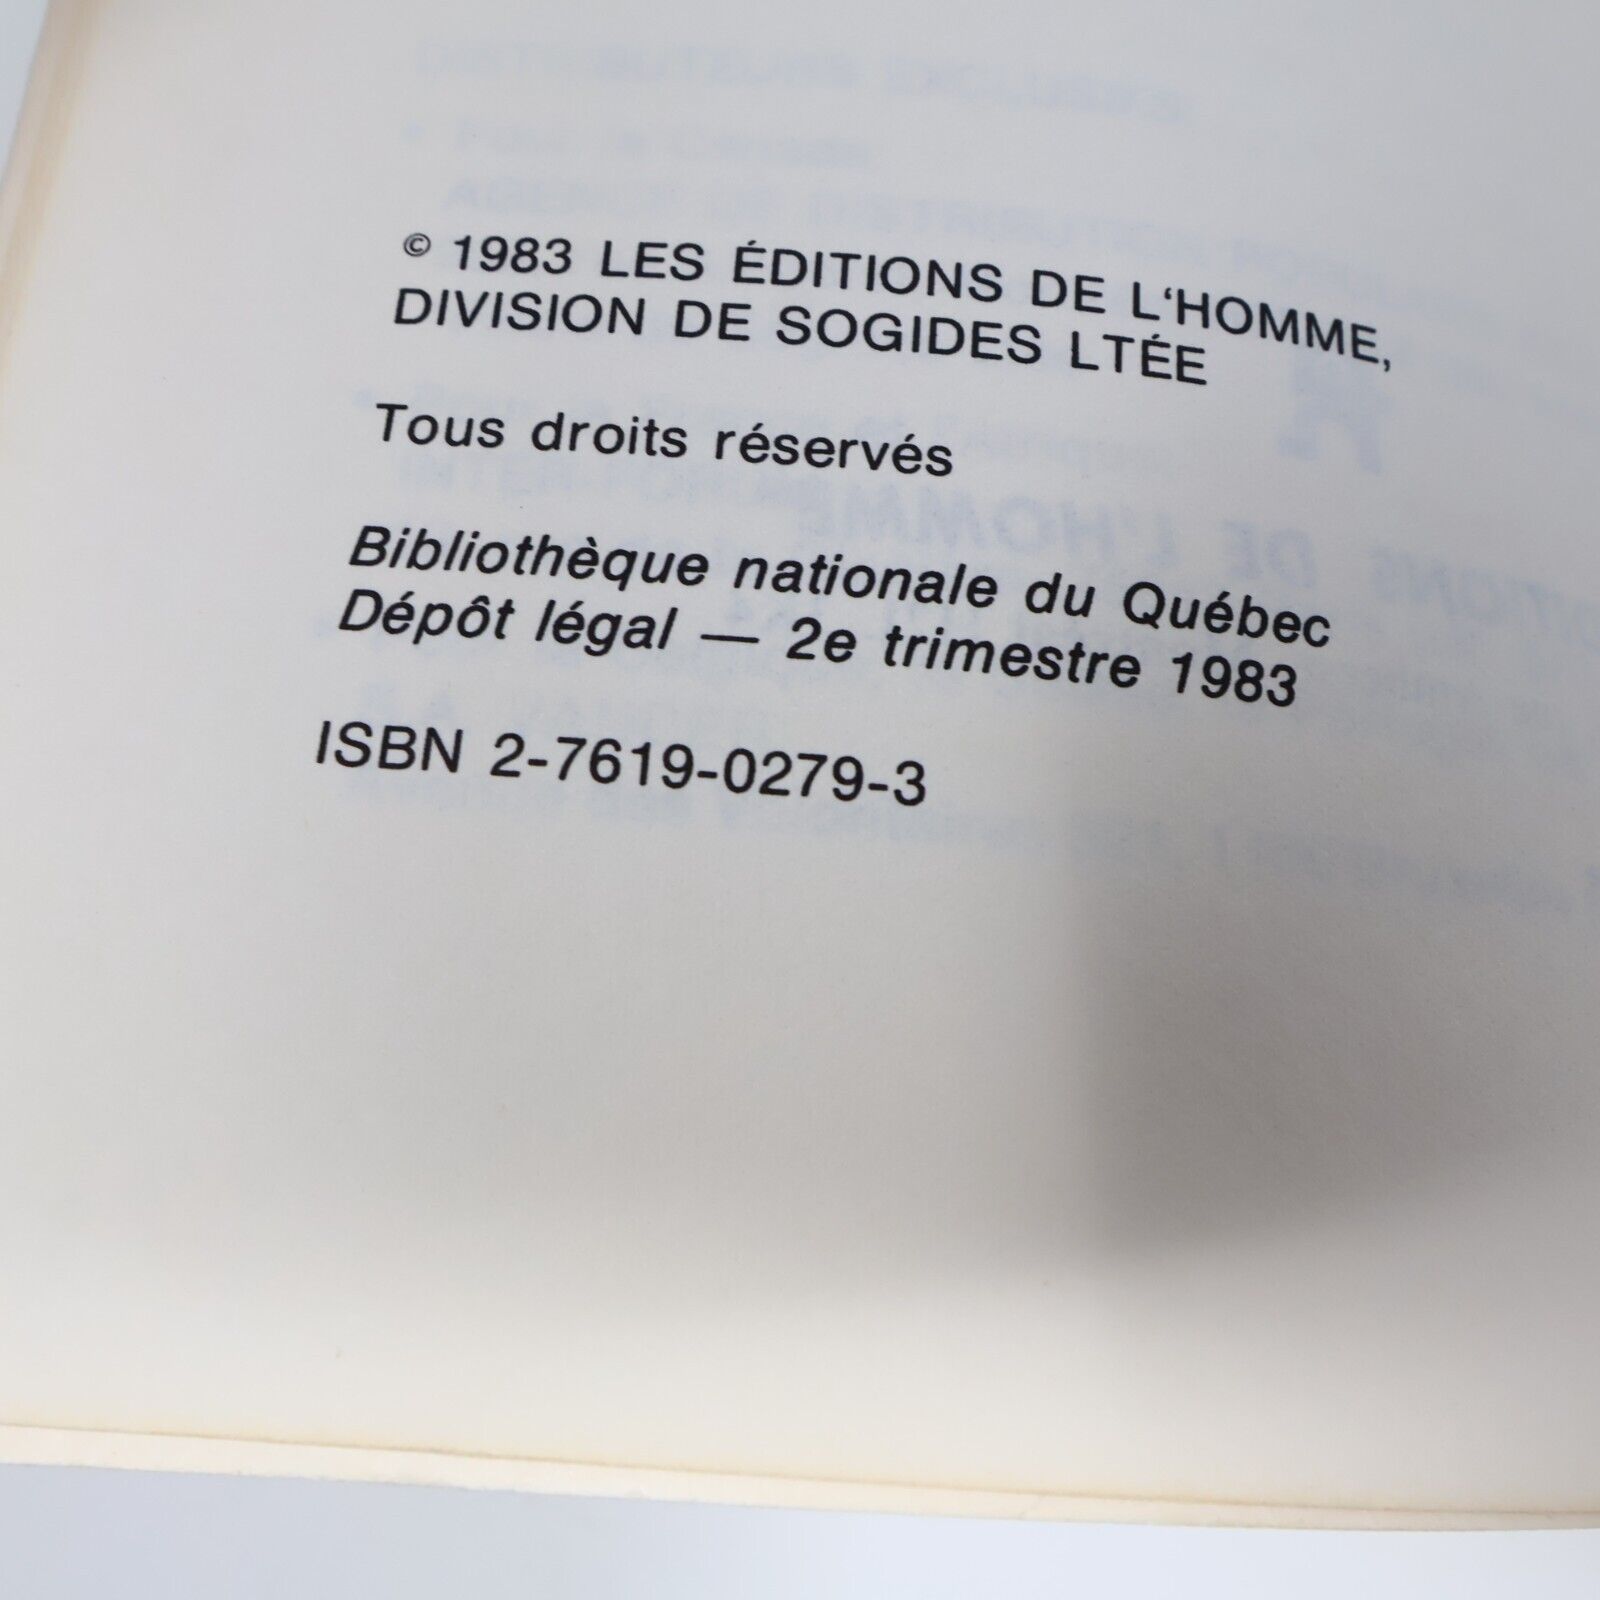 © 1983 LES ÉDITIONS DE L'HOMME,
DIVISION DE SOGIDES LTÉE
Tous droits réservés
Bibliothèque nationale du Québec
Dépôt légal — 2e trimestre 1983
ISBN 2-7619-0279-3